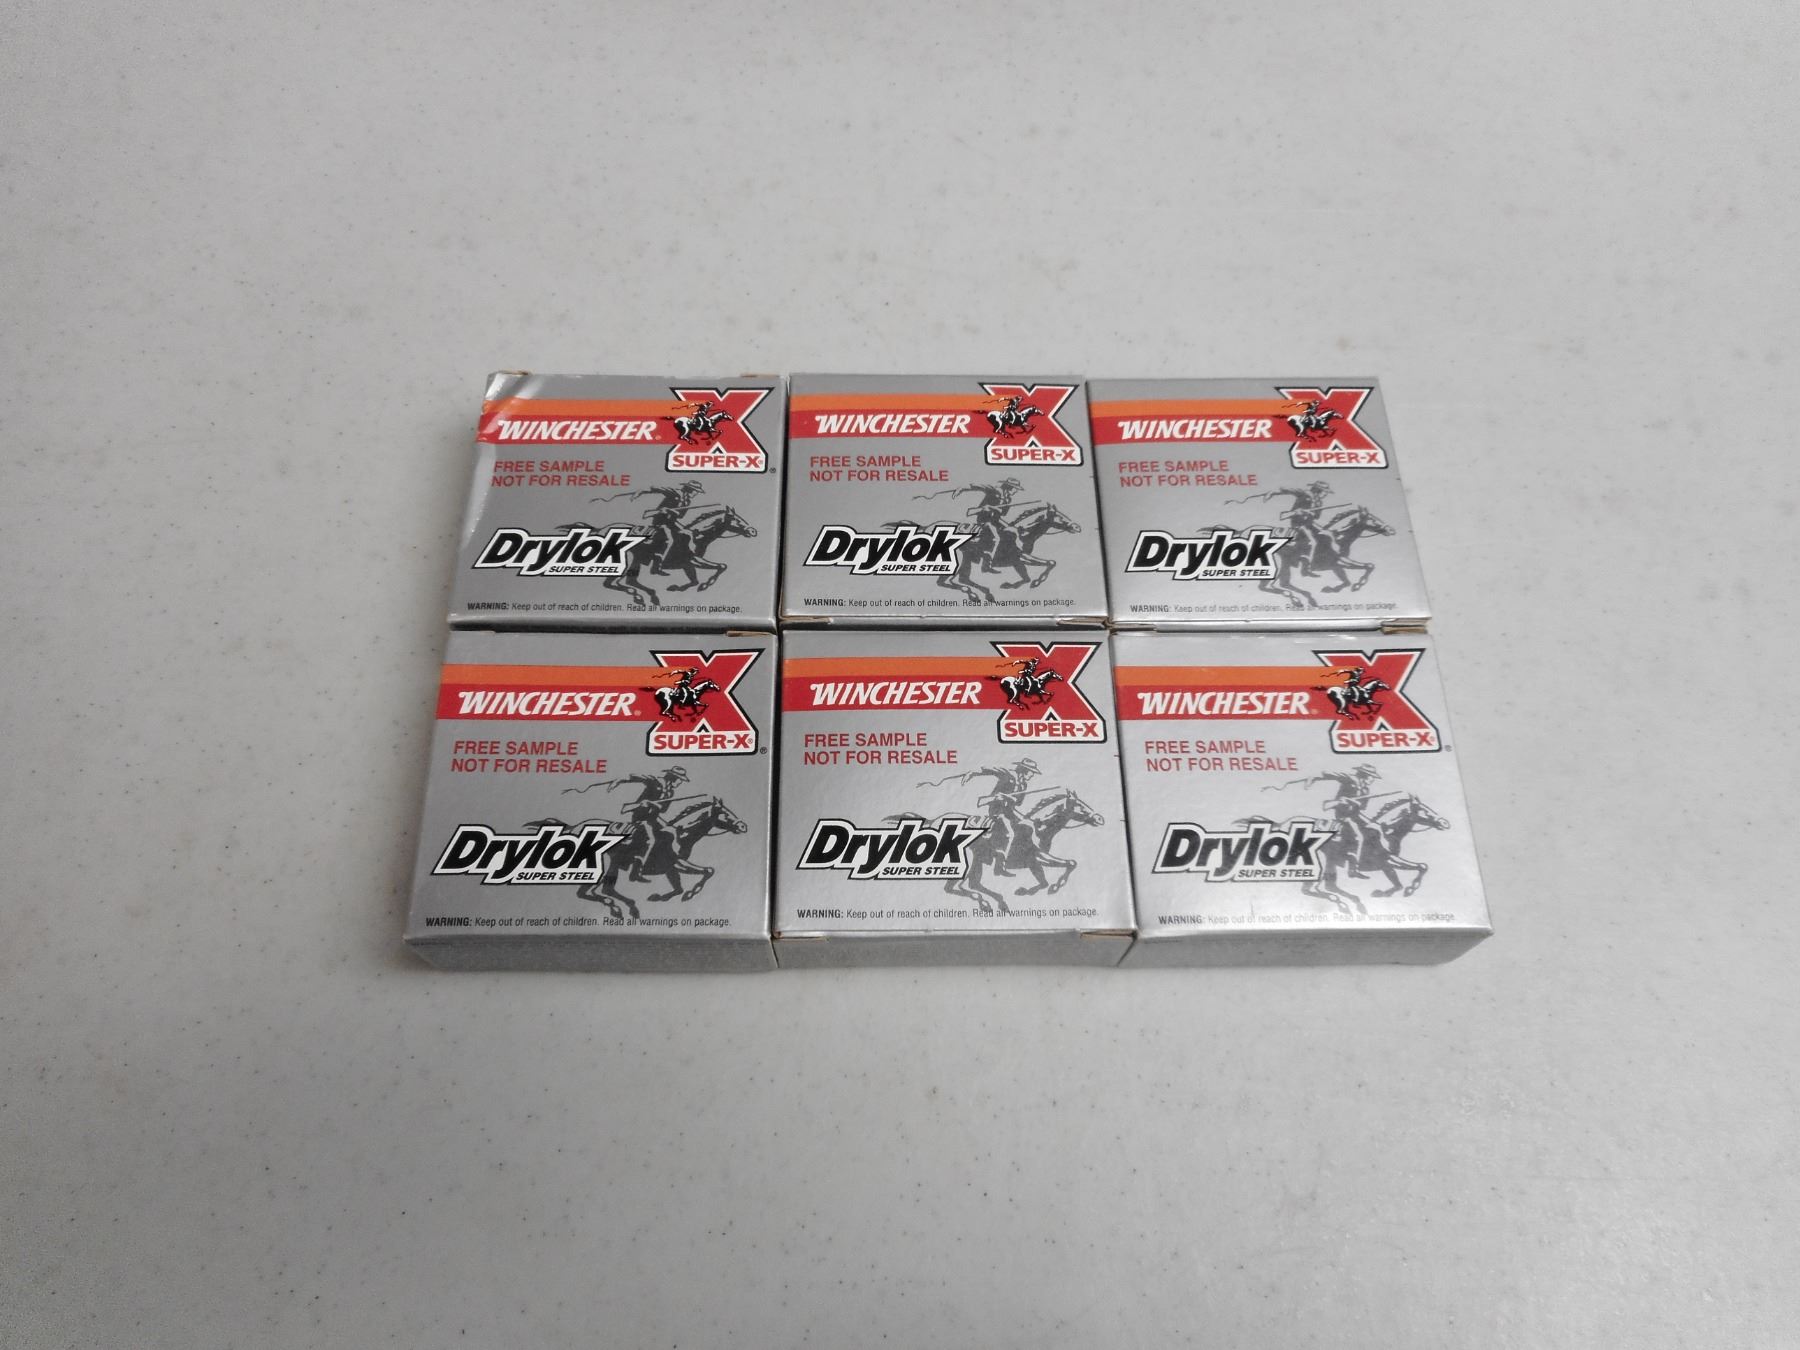 WINCHESTER®
X
SUPER-X®
FREE SAMPLE
NOT FOR RESALE
Drylok
SUPER STEEL
WARNING: Keep out of reach of children. Read all warnings on package.
WINCHESTER
X
SUPER-X
FREE SAMPLE
NOT FOR RESALE
Drylok
SUPER STEEL
WARNING: Keep out of reach of children. Read all warnings on package.
WINCHESTER
X
SUPER-X
FREE SAMPLE
NOT FOR RESALE
Drylok
SUPER STEEL
WARNING: Keep out of reach of children. Read all warnings on package.
WINCHESTER®
X
SUPER-X®
FREE SAMPLE
NOT FOR RESALE
Drylok
SUPER STEEL
WARNING: Keep out of reach of children. Read all warnings on package.
WINCHESTER
X
SUPER-X
FREE SAMPLE
NOT FOR RESALE
Drylok
SUPER STEEL
WARNING: Keep out of reach of children. Read all warnings on package.
WINCHESTER®
X
SUPER-X®
FREE SAMPLE
NOT FOR RESALE
Drylok
SUPER STEEL
WARNING: Keep out of reach of children. Read all warnings on package.